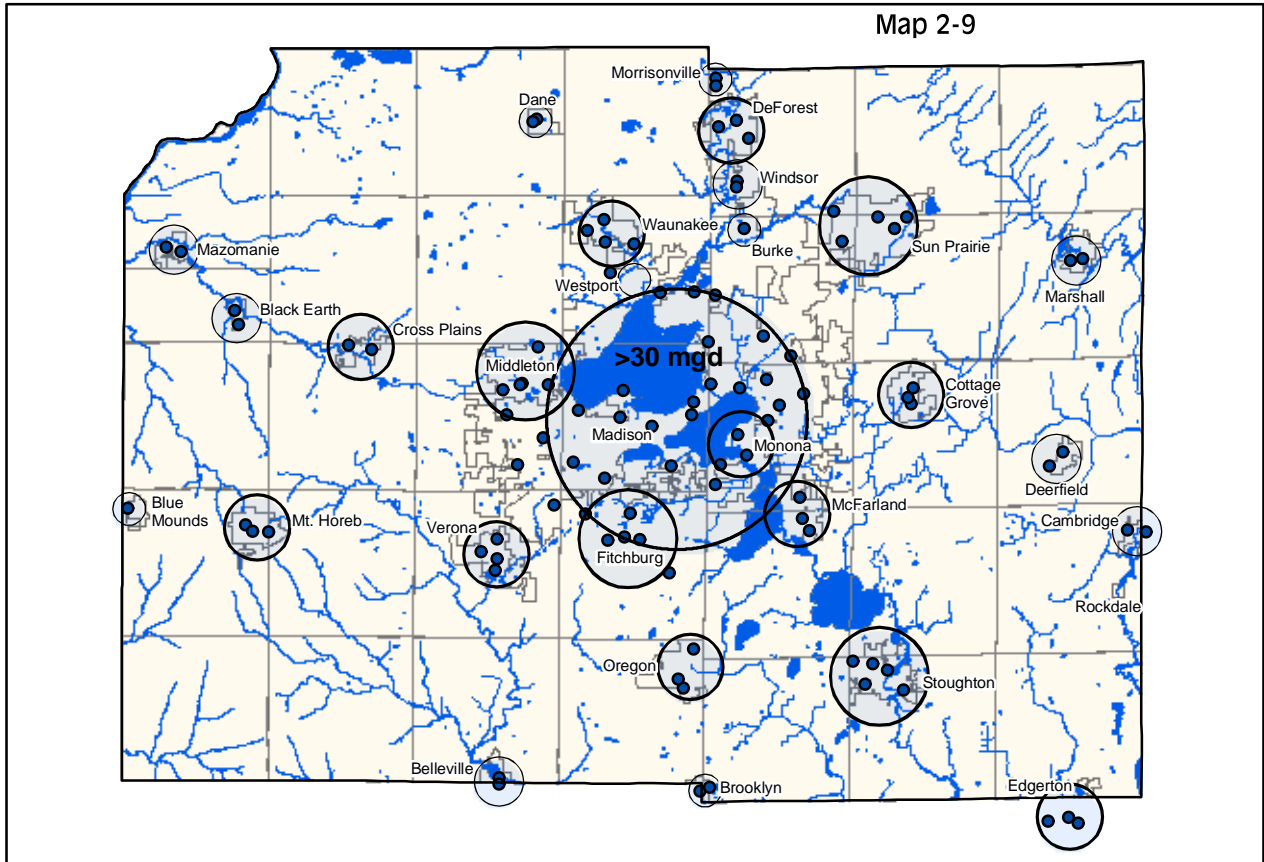 Map 2-9
Morrisonville
Dane
DeForest
Windsor
Waunakee
Burke
Sun Prairie
Mazomanie
Westport
Marshall
Black Earth
Cross Plains
>30 mgd
Middleton
Cottage
Grove
Madison
Monona
Deerfield
Blue
Mounds
Mt. Horeb
Verona
McFarland
Cambridge
Fitchburg
Rockdale
Oregon
Stoughton
Belleville
Brooklyn
Edgerton